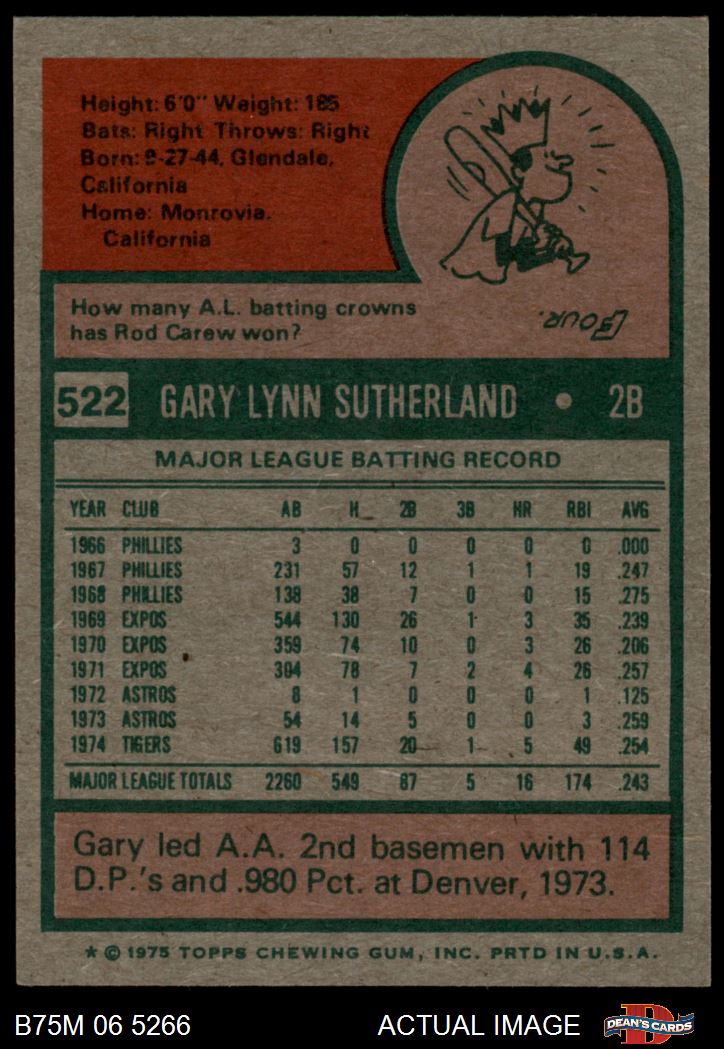 Height: 6'0" Weight: 185
Bats: Right Throws: Right
Born: 9-27-44, Glendale,
California
Home: Monrovia.
California
How many A.L. batting crowns
has Rod Carew won?
FOUR.
522 GARY LYNN SUTHERLAND • 2B
MAJOR LEAGUE BATTING RECORD
YEAR CLUB AB H 2B 3B HR RBI AVG
1966 PHILLIES 3 0 0 0 0 0 .000
1967 PHILLIES 231 57 12 1 1 19 .247
1968 PHILLIES 138 38 7 0 0 15 .275
1969 EXPOS 544 130 26 1 3 35 .239
1970 EXPOS 359 74 10 0 3 26 .206
1971 EXPOS 304 78 7 2 4 26 .257
1972 ASTROS 8 1 0 0 0 1 .125
1973 ASTROS 54 14 5 0 0 3 .259
1974 TIGERS 619 157 20 1 5 49 .254
MAJOR LEAGUE TOTALS 2260 549 87 5 16 174 .243
Gary led A.A. 2nd basemen with 114
D.P.'s and .980 Pct. at Denver, 1973.
* © 1975 TOPPS CHEWING GUM, INC. PRTD IN U.S.A.
B75M 06 5266 ACTUAL IMAGE
D
DEAN'S CARDS